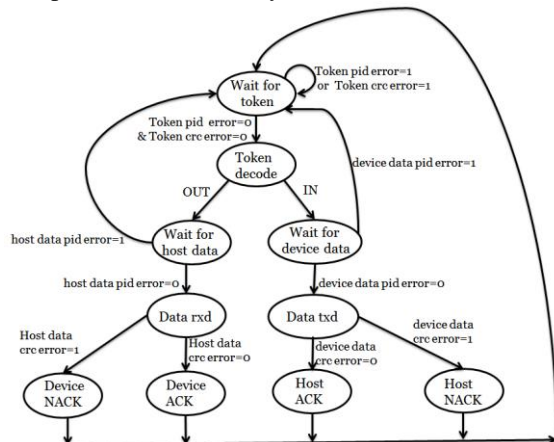 Wait for
token
Token pid error=1
or Token crc error=1
Token pid error=0
& Token crc error=0
Token
decode
device data pid error=1
OUT
IN
Wait for
host data
Wait for
device data
host data pid error=1
host data pid error=0
device data pid error=0
Data rxd
Data txd
Host data
crc error=1
Host data
crc error=0
device data
crc error=0
device data
crc error=1
Device
NACK
Device
ACK
Host
ACK
Host
NACK